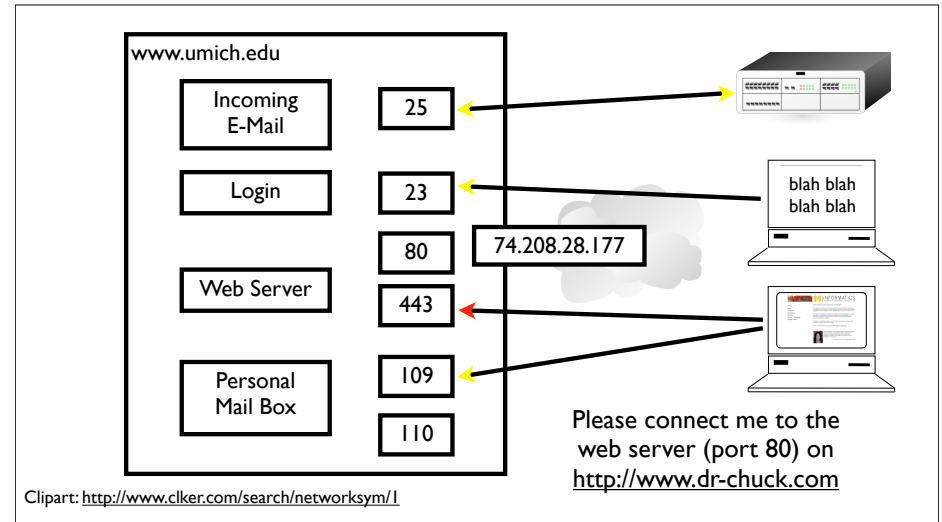 www.umich.edu
Incoming
E-Mail
25
Login
23
blah blah
blah blah
80
74.208.28.177
Web Server
443
INFORMATICS
Personal
Mail Box
109
110
Please connect me to the
web server (port 80) on
http://www.dr-chuck.com
Clipart: http://www.clker.com/search/networksym/1